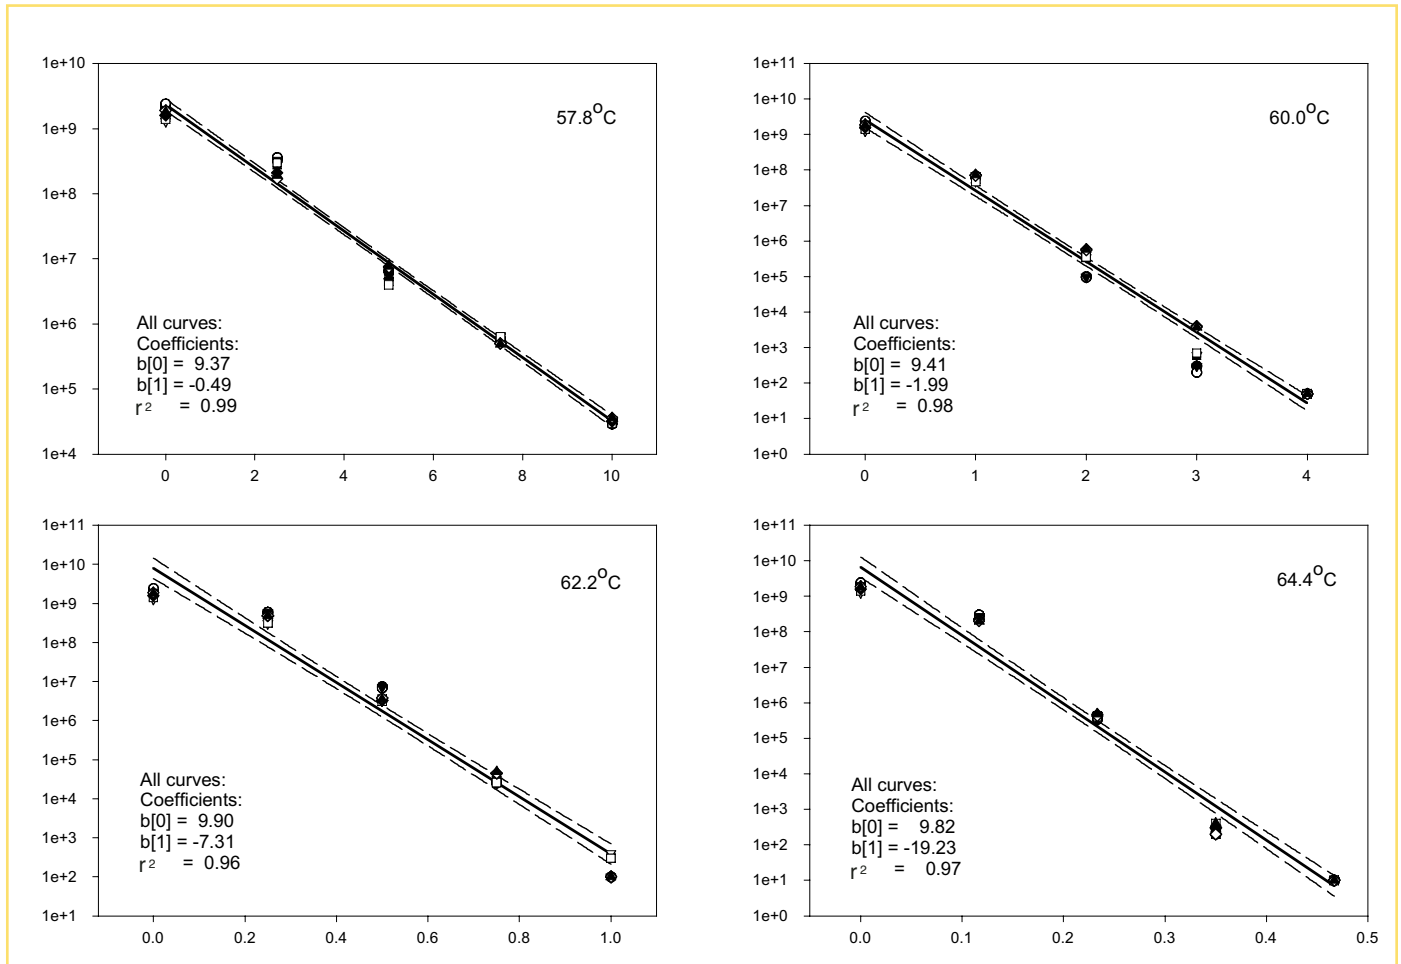 1e+10
1e+9
1e+8
1e+7
1e+6
1e+5
1e+4
57.8°C
All curves:
Coefficients:
b[0] = 9.37
b[1] = -0.49
r² = 0.99
0 2 4 6 8 10
1e+11
1e+10
1e+9
1e+8
1e+7
1e+6
1e+5
1e+4
1e+3
1e+2
1e+1
1e+0
60.0°C
All curves:
Coefficients:
b[0] = 9.41
b[1] = -1.99
r² = 0.98
0 1 2 3 4
1e+11
1e+10
1e+9
1e+8
1e+7
1e+6
1e+5
1e+4
1e+3
1e+2
1e+1
62.2°C
All curves:
Coefficients:
b[0] = 9.90
b[1] = -7.31
r² = 0.96
0.0 0.2 0.4 0.6 0.8 1.0
1e+11
1e+10
1e+9
1e+8
1e+7
1e+6
1e+5
1e+4
1e+3
1e+2
1e+1
1e+0
64.4°C
All curves:
Coefficients:
b[0] = 9.82
b[1] = -19.23
r² = 0.97
0.0 0.1 0.2 0.3 0.4 0.5